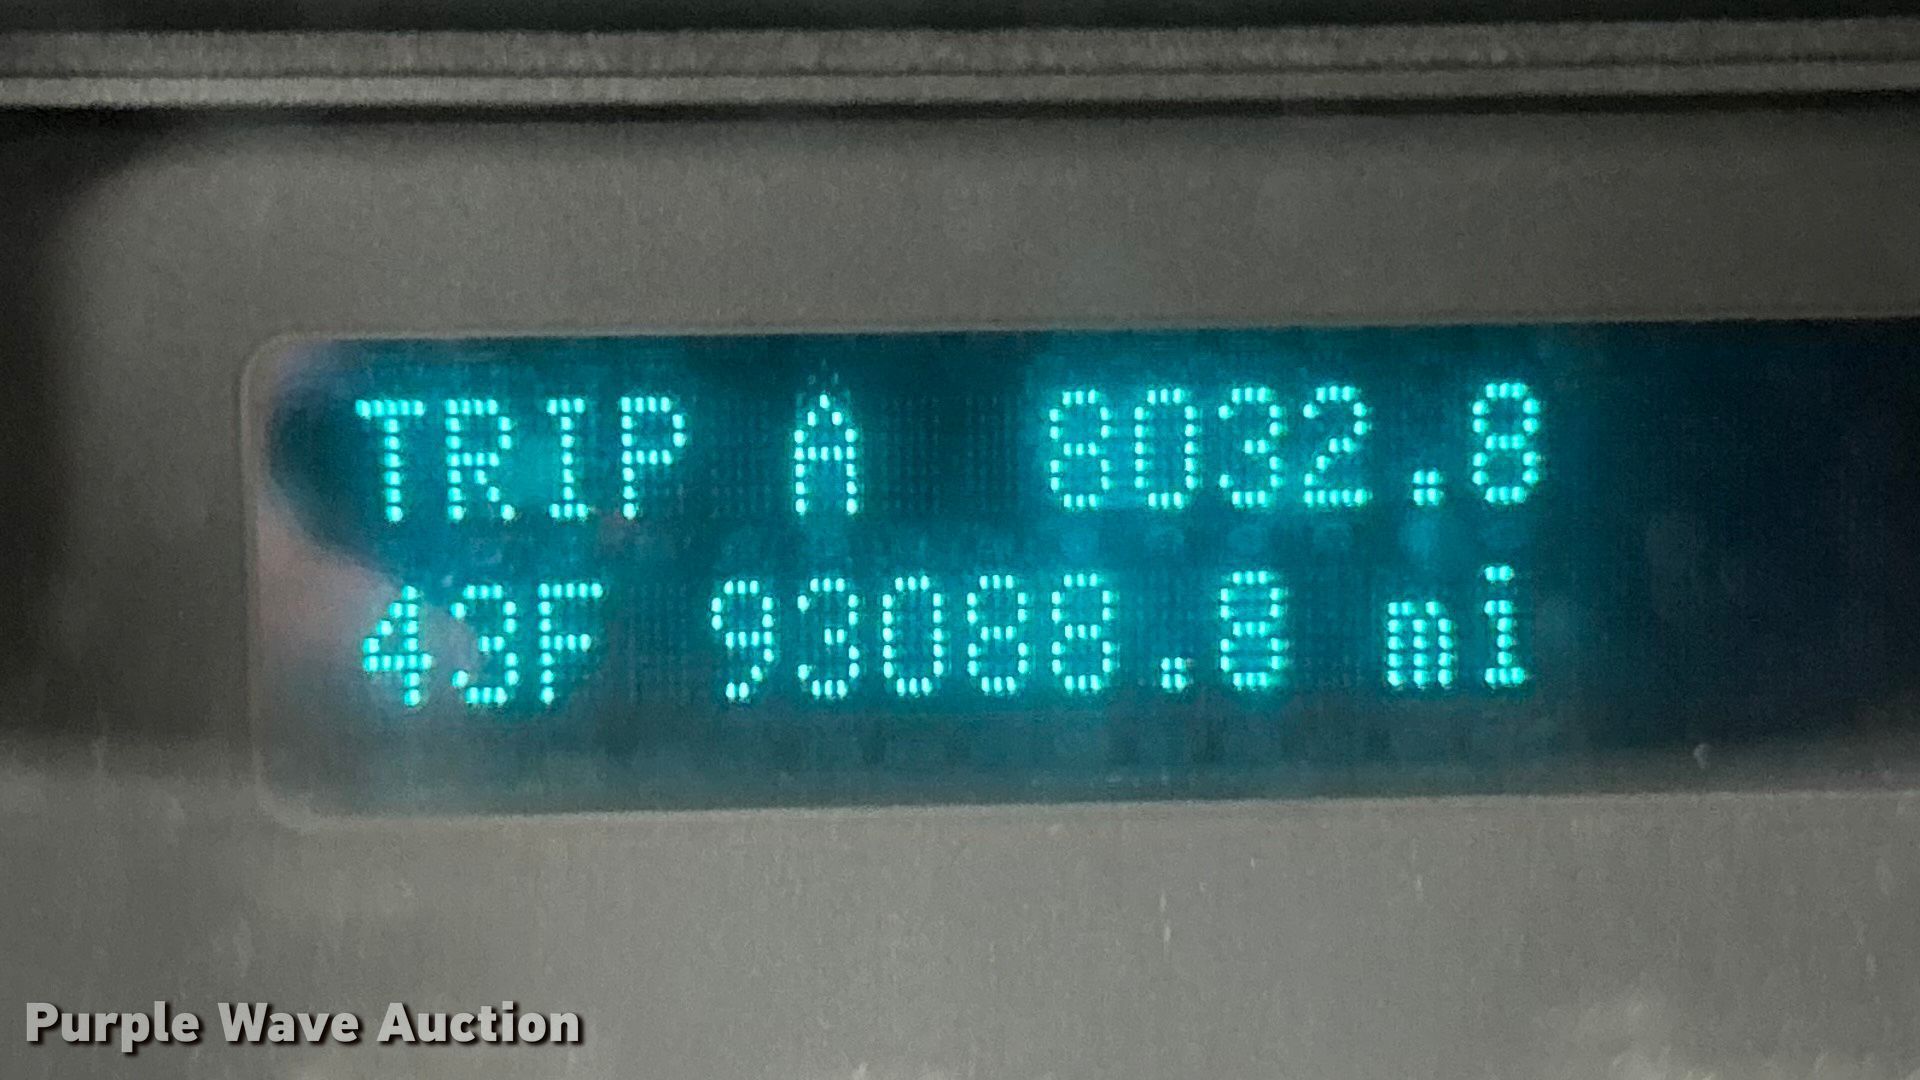 TRIP A 8032.8
43F 93088.8 mi
Purple Wave Auction